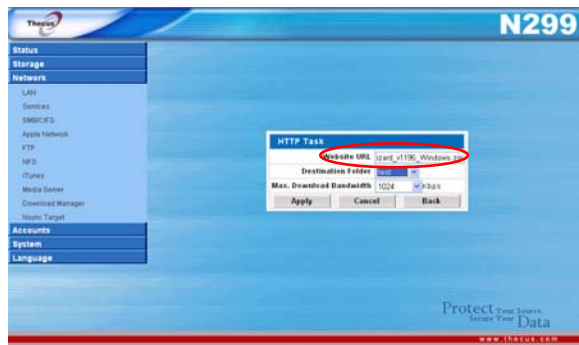 Thecus
N299
Status
Storage
Network
LAN
Services
SMB/CIFS
Apple Network
FTP
NFS
iTunes
Media Server
Download Manager
Nsync Target
Accounts
System
Language
HTTP Task
Website URL izard_v1196_Windows.zip
Destination Folder test
Max. Download Bandwidth 1024 Kbps
Apply Cancel Back
Protect Your Source
Secure Your Data
www.thecus.com